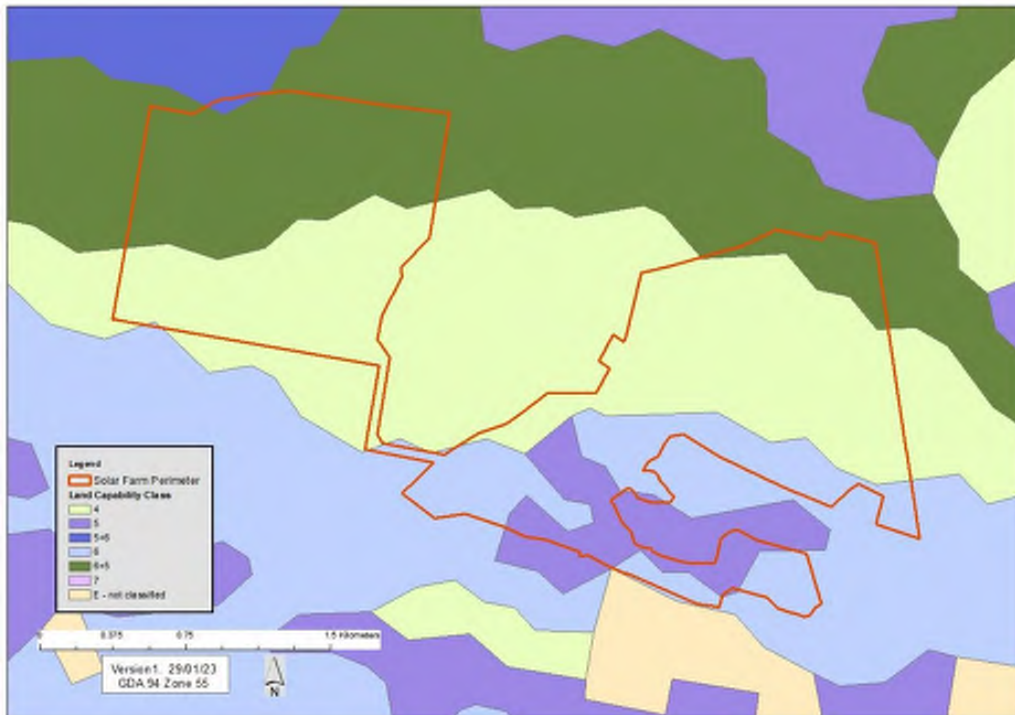 Legend
Solar Farm Perimeter
Land Capability Class
4
5
5+6
6
6+5
7
E - not classified
0 0.375 0.75 1.5 Kilometers
Version1. 29/01/23
GDA 94 Zone 55
N